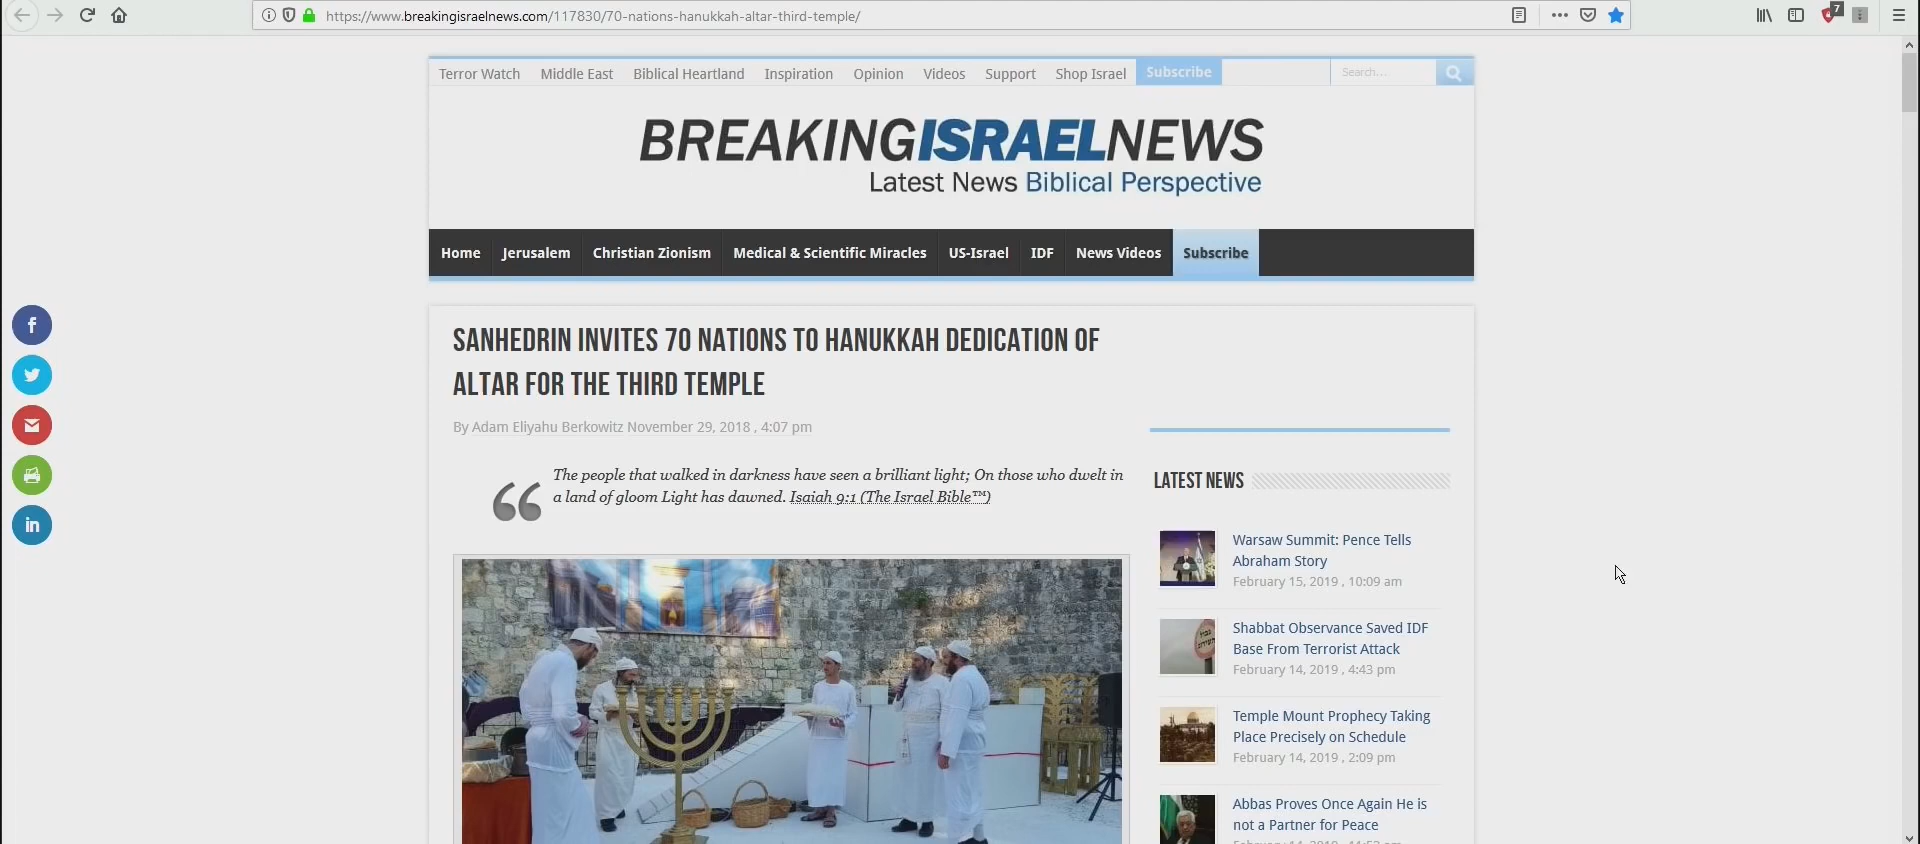 https://www.breakingisraelnews.com/117830/70-nations-hanukkah-altar-third-temple/
7
Terror Watch Middle East Biblical Heartland Inspiration Opinion Videos Support Shop Israel Subscribe Search...
BREAKINGISRAELNEWS
Latest News Biblical Perspective
Home Jerusalem Christian Zionism Medical & Scientific Miracles US-Israel IDF News Videos Subscribe
SANHEDRIN INVITES 70 NATIONS TO HANUKKAH DEDICATION OF
ALTAR FOR THE THIRD TEMPLE
By Adam Eliyahu Berkowitz November 29, 2018 , 4:07 pm
The people that walked in darkness have seen a brilliant light; On those who dwelt in
a land of gloom Light has dawned. Isaiah 9:1 (The Israel Bible™)
LATEST NEWS
Warsaw Summit: Pence Tells
Abraham Story
February 15, 2019 , 10:09 am
Shabbat Observance Saved IDF
Base From Terrorist Attack
February 14, 2019 , 4:43 pm
Temple Mount Prophecy Taking
Place Precisely on Schedule
February 14, 2019 , 2:09 pm
Abbas Proves Once Again He is
not a Partner for Peace